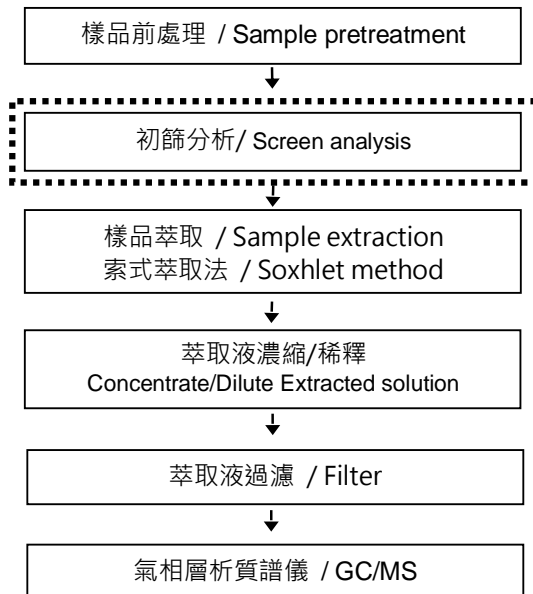 樣品前處理 / Sample pretreatment
初篩分析/ Screen analysis
樣品萃取 / Sample extraction
索式萃取法 / Soxhlet method
萃取液濃縮/稀釋
Concentrate/Dilute Extracted solution
萃取液過濾 / Filter
氣相層析質譜儀 / GC/MS